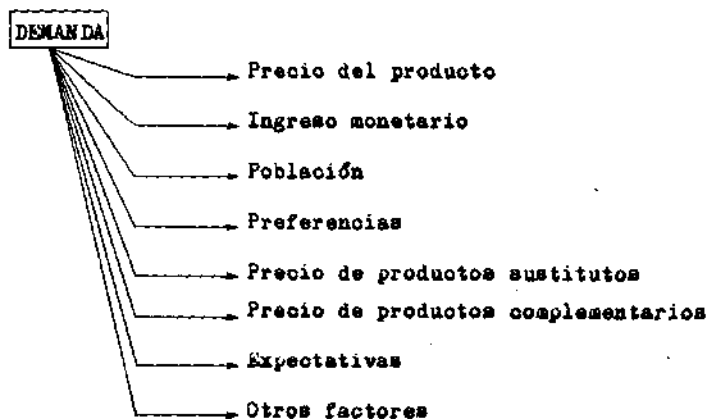 DEMANDA
Precio del producto
Ingreso monetario
Población
Preferencias
Precio de productos sustitutos
Precio de productos complementarios
Expectativas
Otros factores